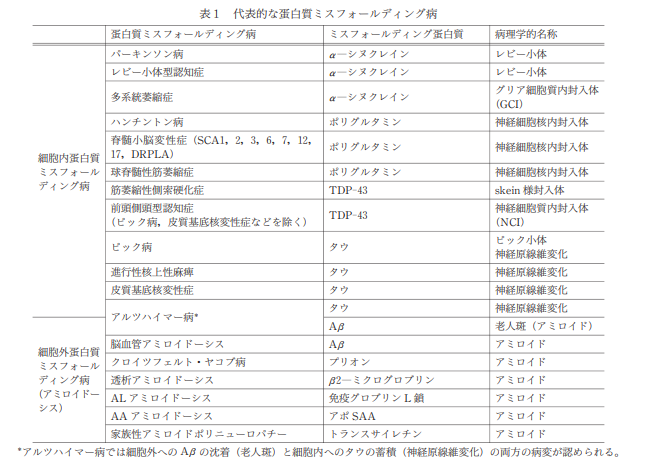 表1 代表的な蛋白質ミスフォールディング病
蛋白質ミスフォールディング病 ミスフォールディング蛋白質 病理学的名称
細胞内蛋白質
ミスフォール
ディング病
パーキンソン病 α—シヌクレイン レビー小体
レビー小体型認知症 α—シヌクレイン レビー小体
多系統萎縮症 α—シヌクレイン グリア細胞質内封入体
(GCI)
ハンチントン病 ポリグルタミン 神経細胞核内封入体
脊髄小脳変性症(SCA1,2,3,6,7,12,
17,DRPLA) ポリグルタミン 神経細胞核内封入体
球脊髄性筋萎縮症 ポリグルタミン 神経細胞核内封入体
筋萎縮性側索硬化症 TDP-43 skein 様封入体
前頭側頭型認知症
(ピック病,皮質基底核変性症などを除く) TDP-43 神経細胞質内封入体
(NCI)
ピック病 タウ ピック小体
神経原線維変化
進行性核上性麻痺 タウ 神経原線維変化
皮質基底核変性症 タウ 神経原線維変化
アルツハイマー病* タウ 神経原線維変化
Aβ 老人斑(アミロイド)
細胞外蛋白質
ミスフォール
ディング病
(アミロイドー
シス)
脳血管アミロイドーシス Aβ アミロイド
クロイツフェルト・ヤコブ病 プリオン アミロイド
透析アミロイドーシス β2—ミクログロブリン アミロイド
AL アミロイドーシス 免疫グロブリン L 鎖 アミロイド
AA アミロイドーシス アポ SAA アミロイド
家族性アミロイドポリニューロパチー トランスサイレチン アミロイド
*アルツハイマー病では細胞外への Aβ の沈着(老人斑)と細胞内へのタウの蓄積(神経原線維変化)の両方の病変が認められる。